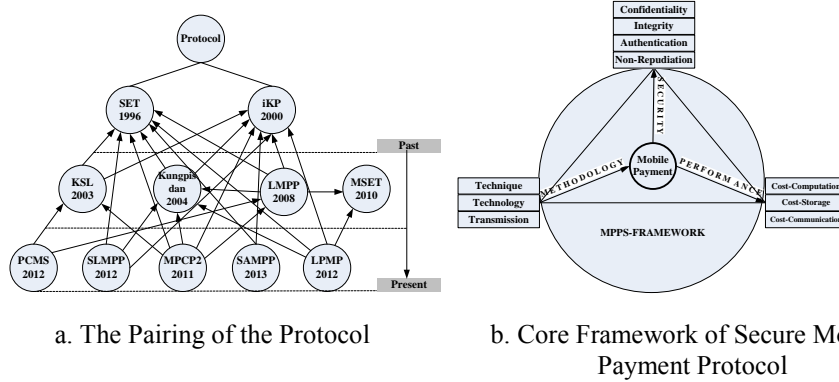 Protocol
SET
1996
iKP
2000
Past
KSL
2003
Kungpis
dan
2004
LMPP
2008
MSET
2010
PCMS
2012
SLMPP
2012
MPCP2
2011
SAMPP
2013
LPMP
2012
Present
a. The Pairing of the Protocol
Confidentiality
Integrity
Authentication
Non-Repudiation
SECURITY
Mobile
Payment
METHODOLOGY
PERFORMANCE
Technique
Technology
Transmission
Cost-Computation
Cost-Storage
Cost-Communication
MPPS-FRAMEWORK
b. Core Framework of Secure Mo
Payment Protocol